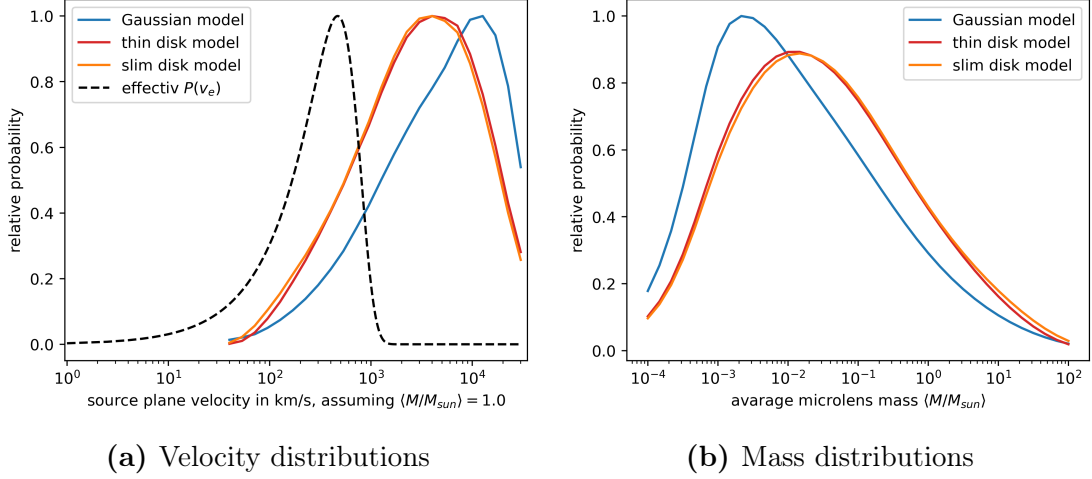 Gaussian model
thin disk model
slim disk model
effectiv P(v_e)
relative probability
1.0
0.8
0.6
0.4
0.2
0.0
10^0
10^1
10^2
10^3
10^4
source plane velocity in km/s, assuming ⟨M/M_{sun}⟩ = 1.0
(a) Velocity distributions
Gaussian model
thin disk model
slim disk model
relative probability
1.0
0.8
0.6
0.4
0.2
0.0
10^{-4}
10^{-3}
10^{-2}
10^{-1}
10^0
10^1
10^2
avarage microlens mass ⟨M/M_{sun}⟩
(b) Mass distributions